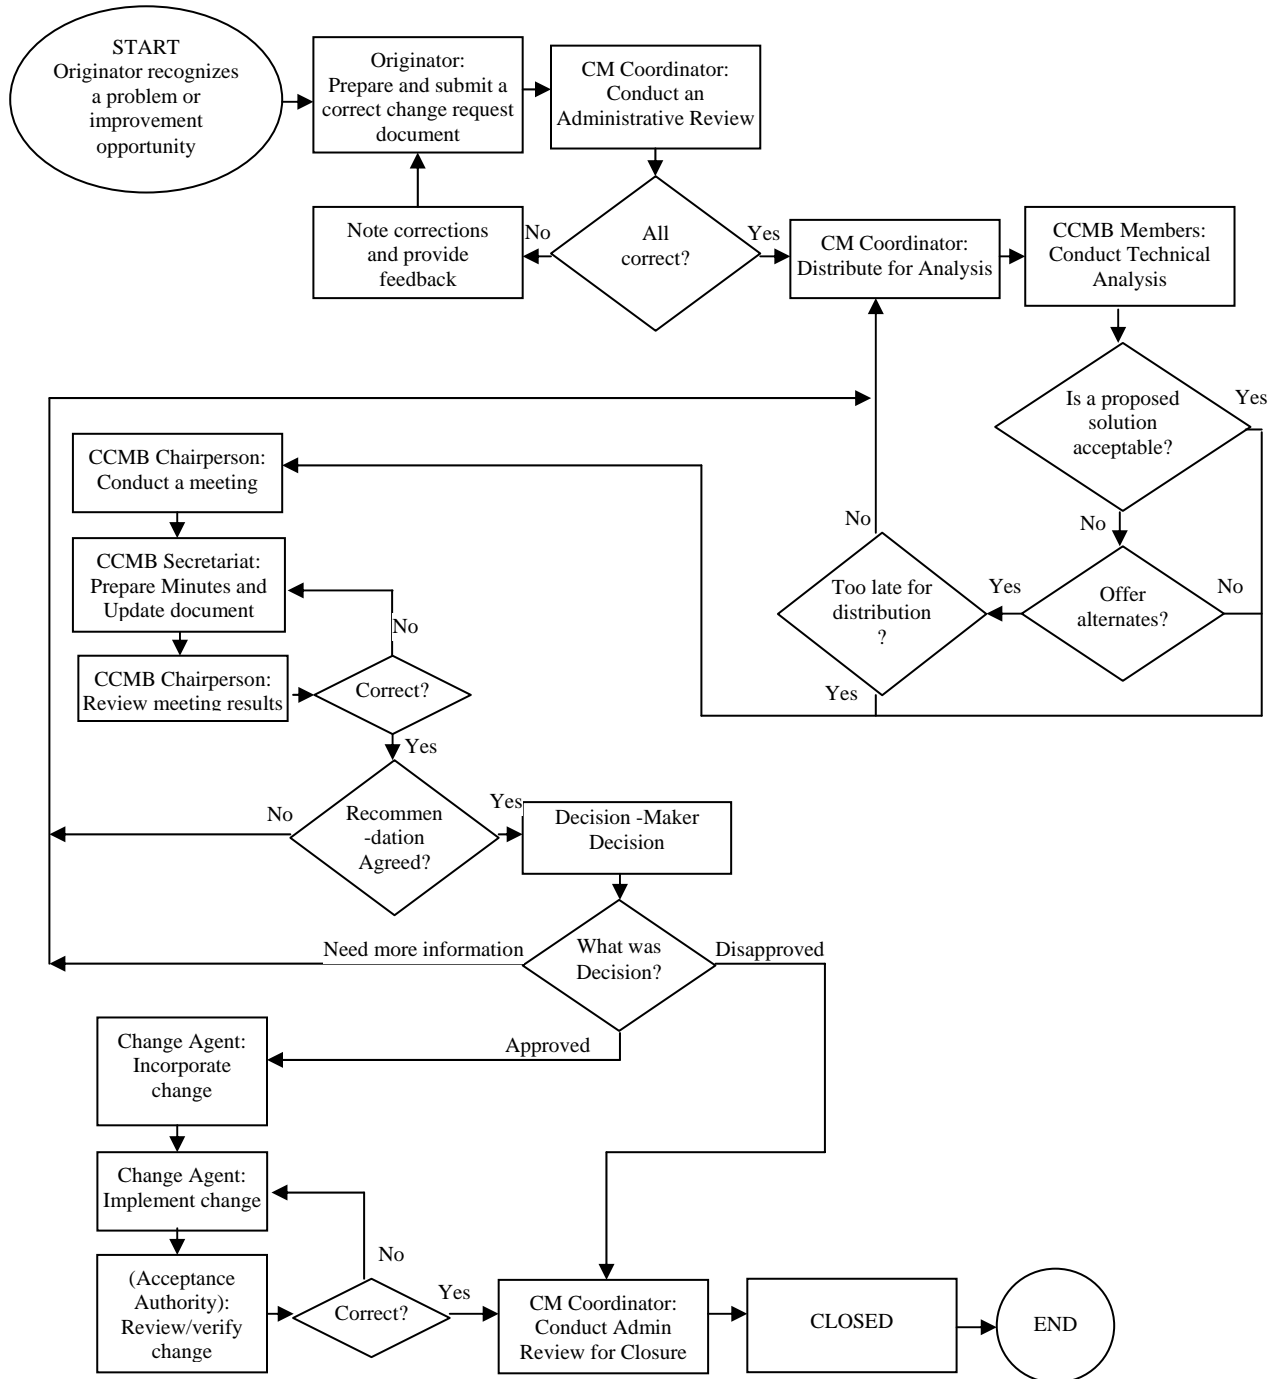 START
Originator recognizes
a problem or
improvement
opportunity
Originator:
Prepare and submit a
correct change request
document
CM Coordinator:
Conduct an
Administrative Review
Note corrections
and provide
feedback
No
All
correct?
Yes
CM Coordinator:
Distribute for Analysis
CCMB Members:
Conduct Technical
Analysis
Is a proposed
solution
acceptable?
Yes
No
Offer
alternates?
No
Yes
Too late for
distribution
?
No
Yes
CCMB Chairperson:
Conduct a meeting
CCMB Secretariat:
Prepare Minutes and
Update document
CCMB Chairperson:
Review meeting results
Correct?
No
Yes
Recommen
-dation
Agreed?
No
Yes
Decision -Maker
Decision
What was
Decision?
Need more information
Disapproved
Approved
Change Agent:
Incorporate
change
Change Agent:
Implement change
(Acceptance
Authority):
Review/verify
change
Correct?
No
Yes
CM Coordinator:
Conduct Admin
Review for Closure
CLOSED
END